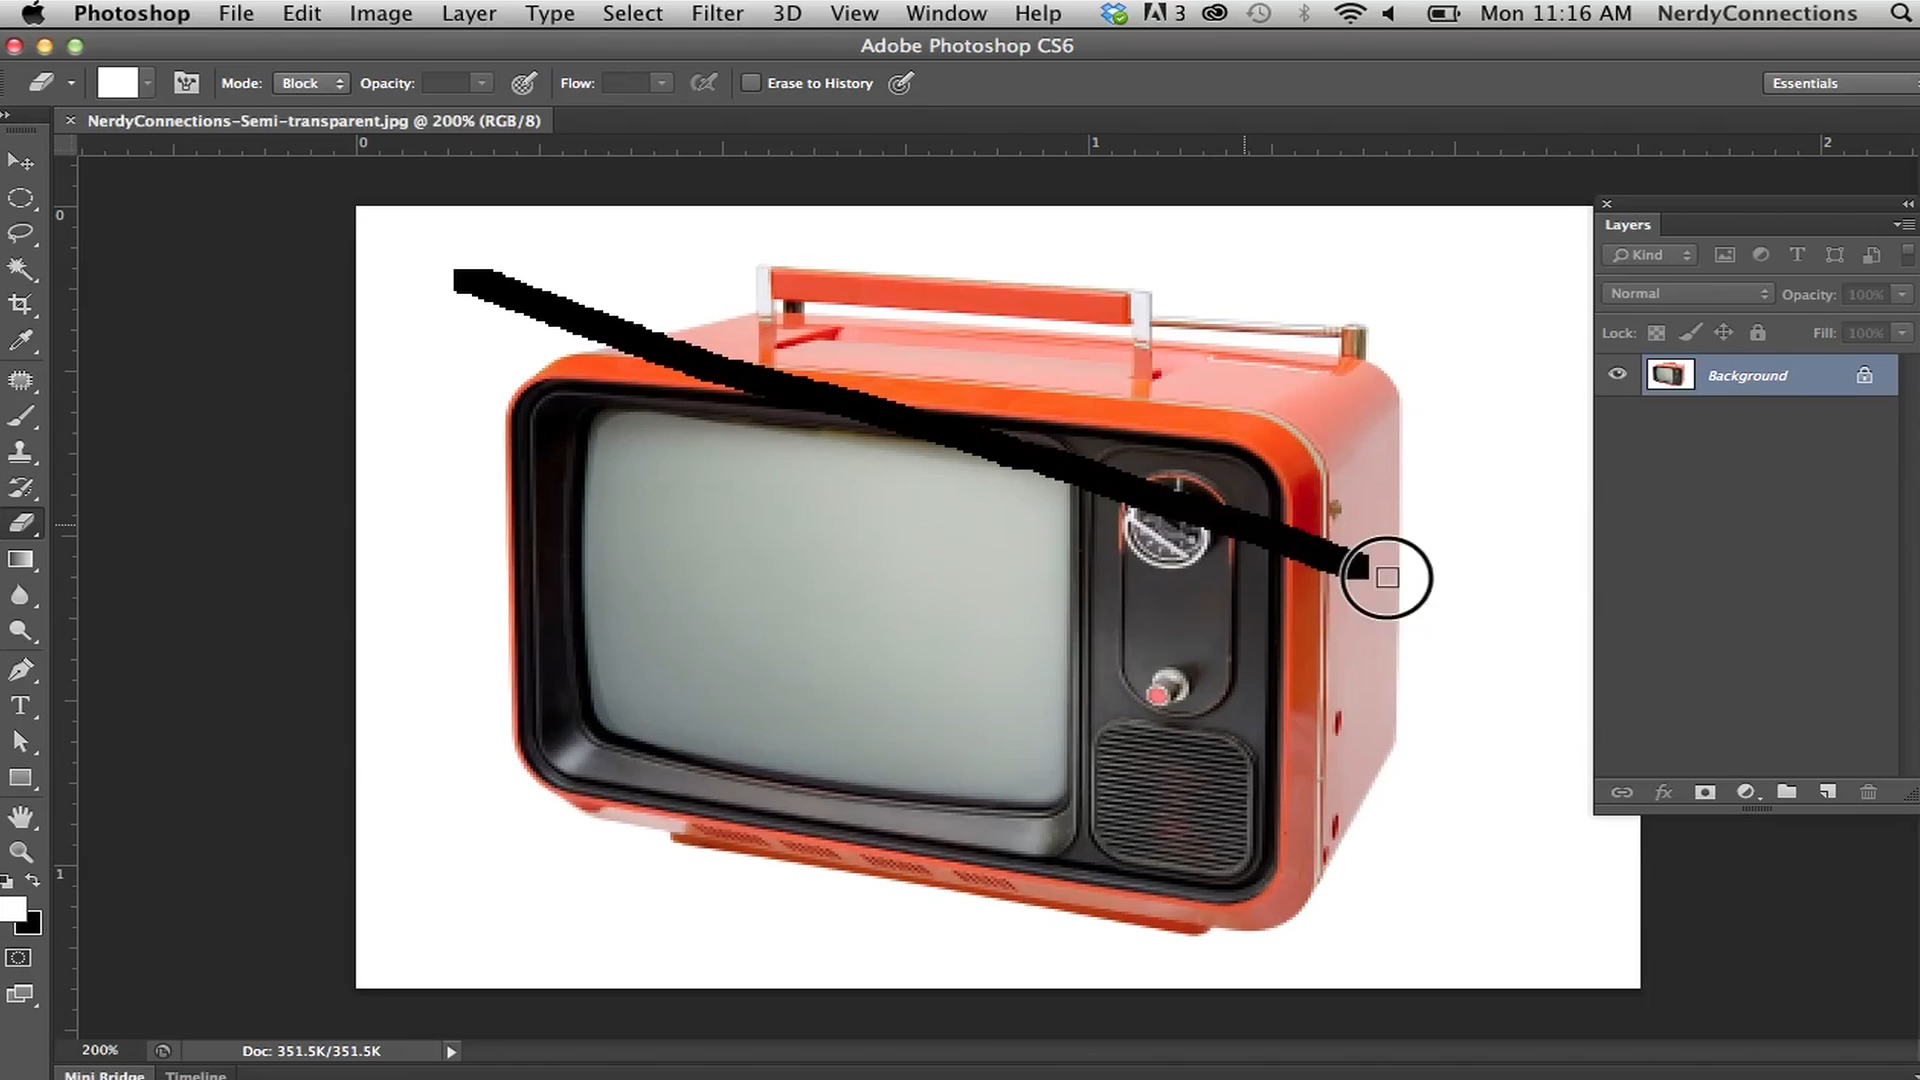 Photoshop File Edit Image Layer Type Select Filter 3D View Window Help 3 Mon 11:16 AM NerdyConnections
Adobe Photoshop CS6
Mode: Block Opacity: Flow: Erase to History Essentials
× NerdyConnections-Semi-transparent.jpg @ 200% (RGB/8)
0 1 2
0
Layers
Kind
Normal Opacity: 100%
Lock: Fill: 100%
Background
fx
1
200% Doc: 351.5K/351.5K
Mini Bridge Timeline